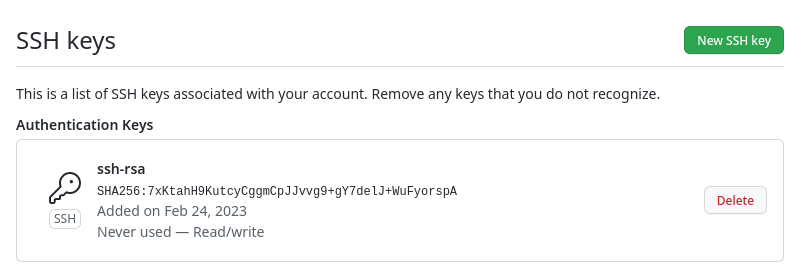 SSH keys
New SSH key
This is a list of SSH keys associated with your account. Remove any keys that you do not recognize.
Authentication Keys
ssh-rsa
SHA256:7xKtahH9KutcyCggmCpJJvvg9+gY7delJ+WuFyorspA
Added on Feb 24, 2023
Never used — Read/write
SSH
Delete